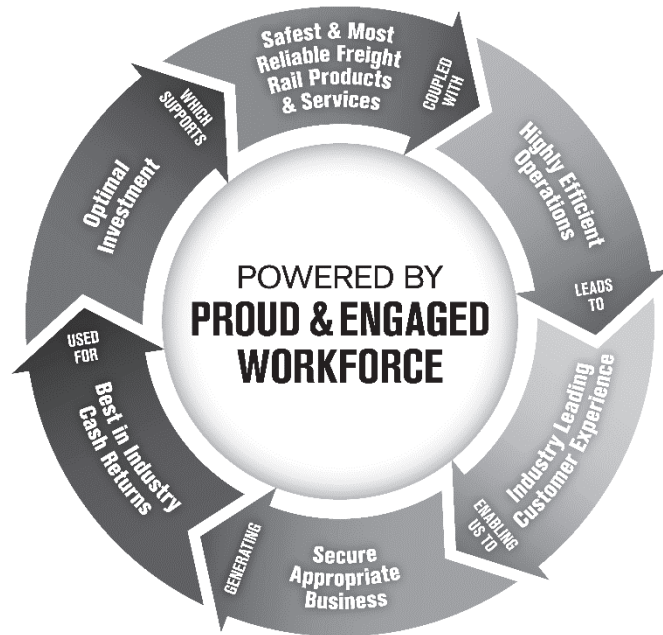 Safest & Most
Reliable Freight
Rail Products
& Services
COUPLED
WITH
Highly Efficient
Operations
LEADS
TO
Industry Leading
Customer Experience
ENABLING
US TO
Secure
Appropriate
Business
GENERATING
Best in Industry
Cash Returns
USED
FOR
Optimal
Investment
WHICH
SUPPORTS
POWERED BY
PROUD & ENGAGED
WORKFORCE